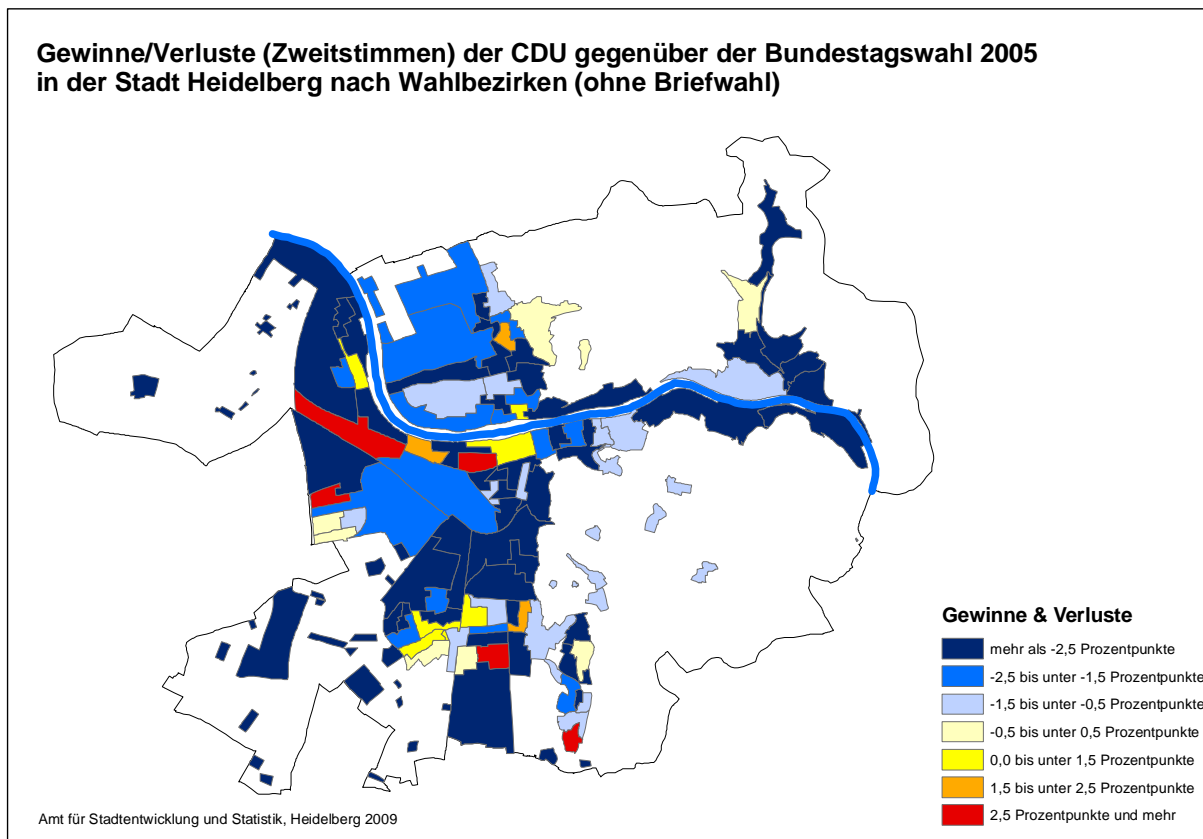 Gewinne/Verluste (Zweitstimmen) der CDU gegenüber der Bundestagswahl 2005
in der Stadt Heidelberg nach Wahlbezirken (ohne Briefwahl)
Gewinne & Verluste
mehr als -2,5 Prozentpunkte
-2,5 bis unter -1,5 Prozentpunkte
-1,5 bis unter -0,5 Prozentpunkte
-0,5 bis unter 0,5 Prozentpunkte
0,0 bis unter 1,5 Prozentpunkte
1,5 bis unter 2,5 Prozentpunkte
2,5 Prozentpunkte und mehr
Amt für Stadtentwicklung und Statistik, Heidelberg 2009